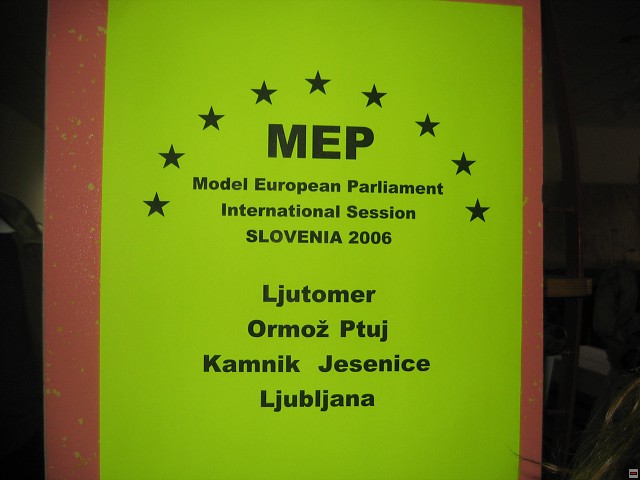 MEP
Model European Parliament
International Session
SLOVENIA 2006
Ljutomer
Ormož Ptuj
Kamnik Jesenice
Ljubljana